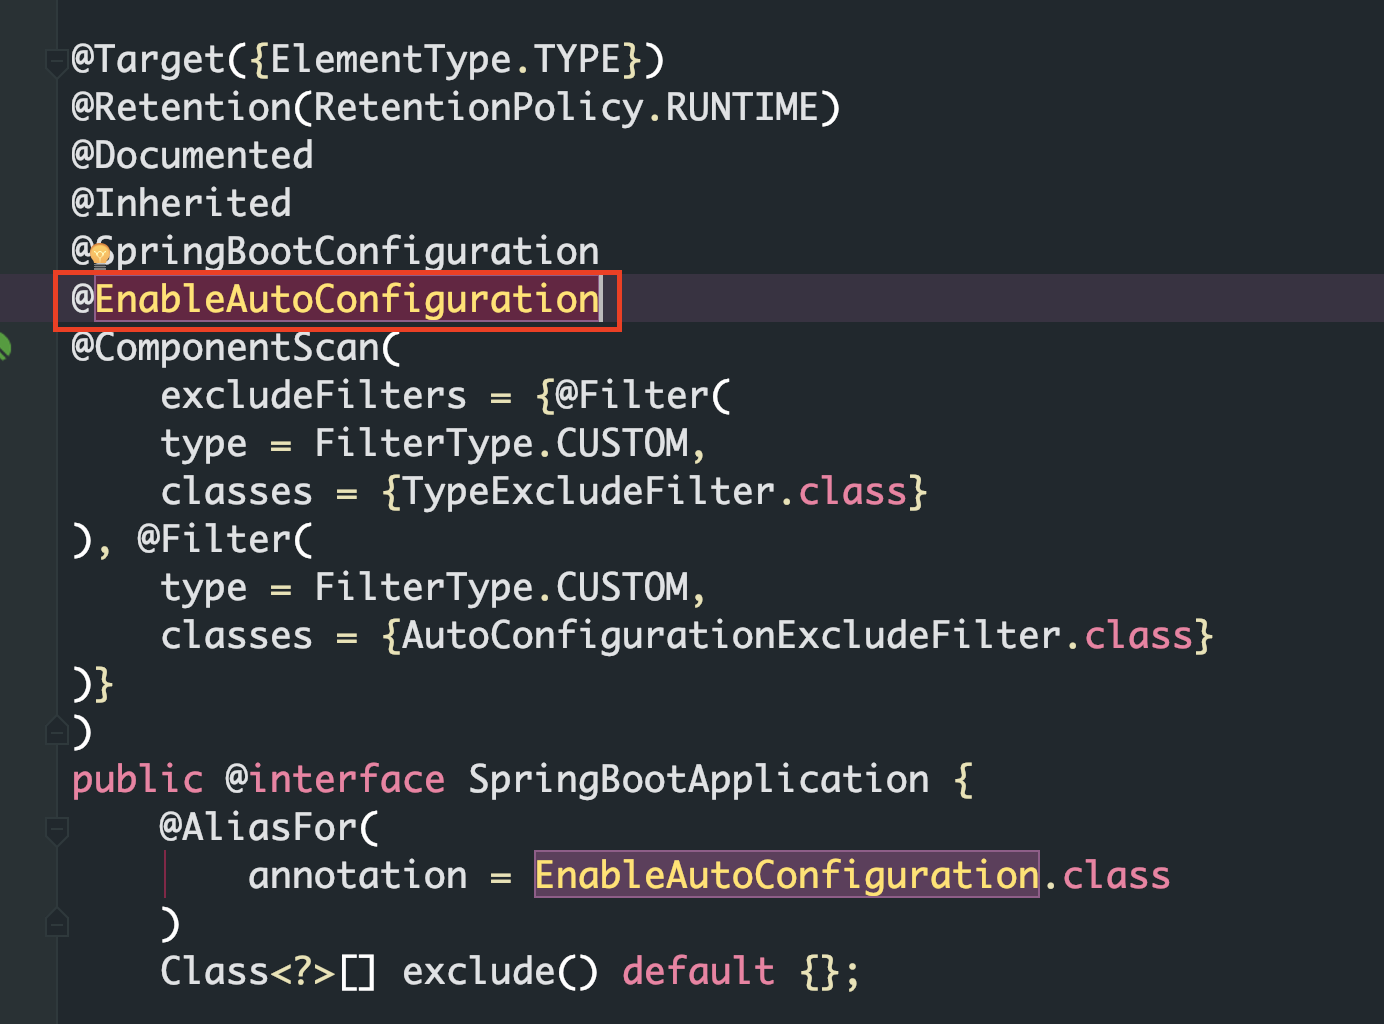 @Target({ElementType.TYPE})
@Retention(RetentionPolicy.RUNTIME)
@Documented
@Inherited
@SpringBootConfiguration
@EnableAutoConfiguration
@ComponentScan(
    excludeFilters = {@Filter(
    type = FilterType.CUSTOM,
    classes = {TypeExcludeFilter.class}
), @Filter(
    type = FilterType.CUSTOM,
    classes = {AutoConfigurationExcludeFilter.class}
)}
)
public @interface SpringBootApplication {
    @AliasFor(
        annotation = EnableAutoConfiguration.class
    )
    Class<?>[] exclude() default {};